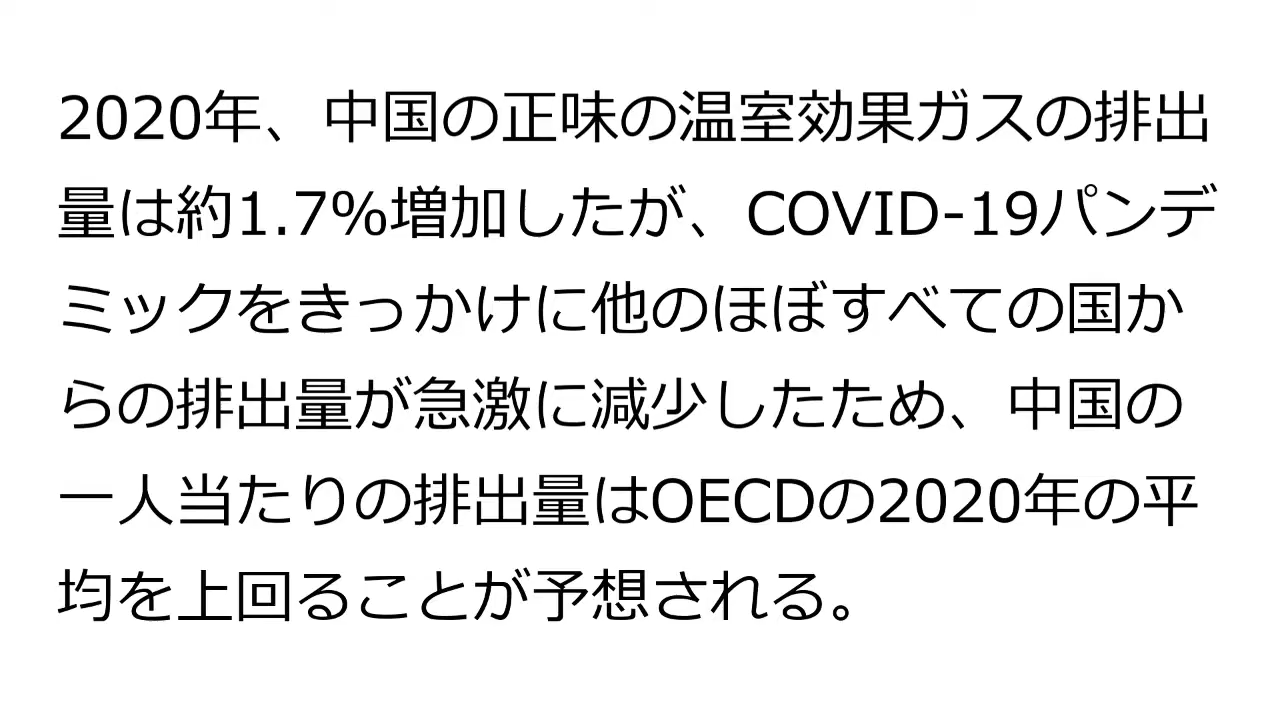 2020年、中国の正味の温室効果ガスの排出
量は約1.7%増加したが、COVID-19パンデ
ミックをきっかけに他のほぼすべての国か
らの排出量が急激に減少したため、中国の
一人当たりの排出量はOECDの2020年の平
均を上回ることが予想される。